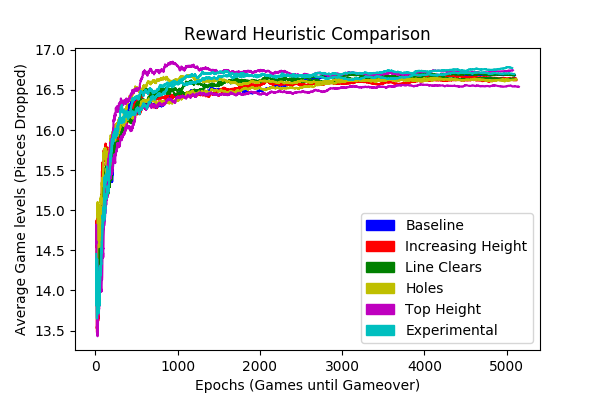 Reward Heuristic Comparison
Average Game levels (Pieces Dropped)
17.0
16.5
16.0
15.5
15.0
14.5
14.0
13.5
Baseline
Increasing Height
Line Clears
Holes
Top Height
Experimental
0 1000 2000 3000 4000 5000
Epochs (Games until Gameover)